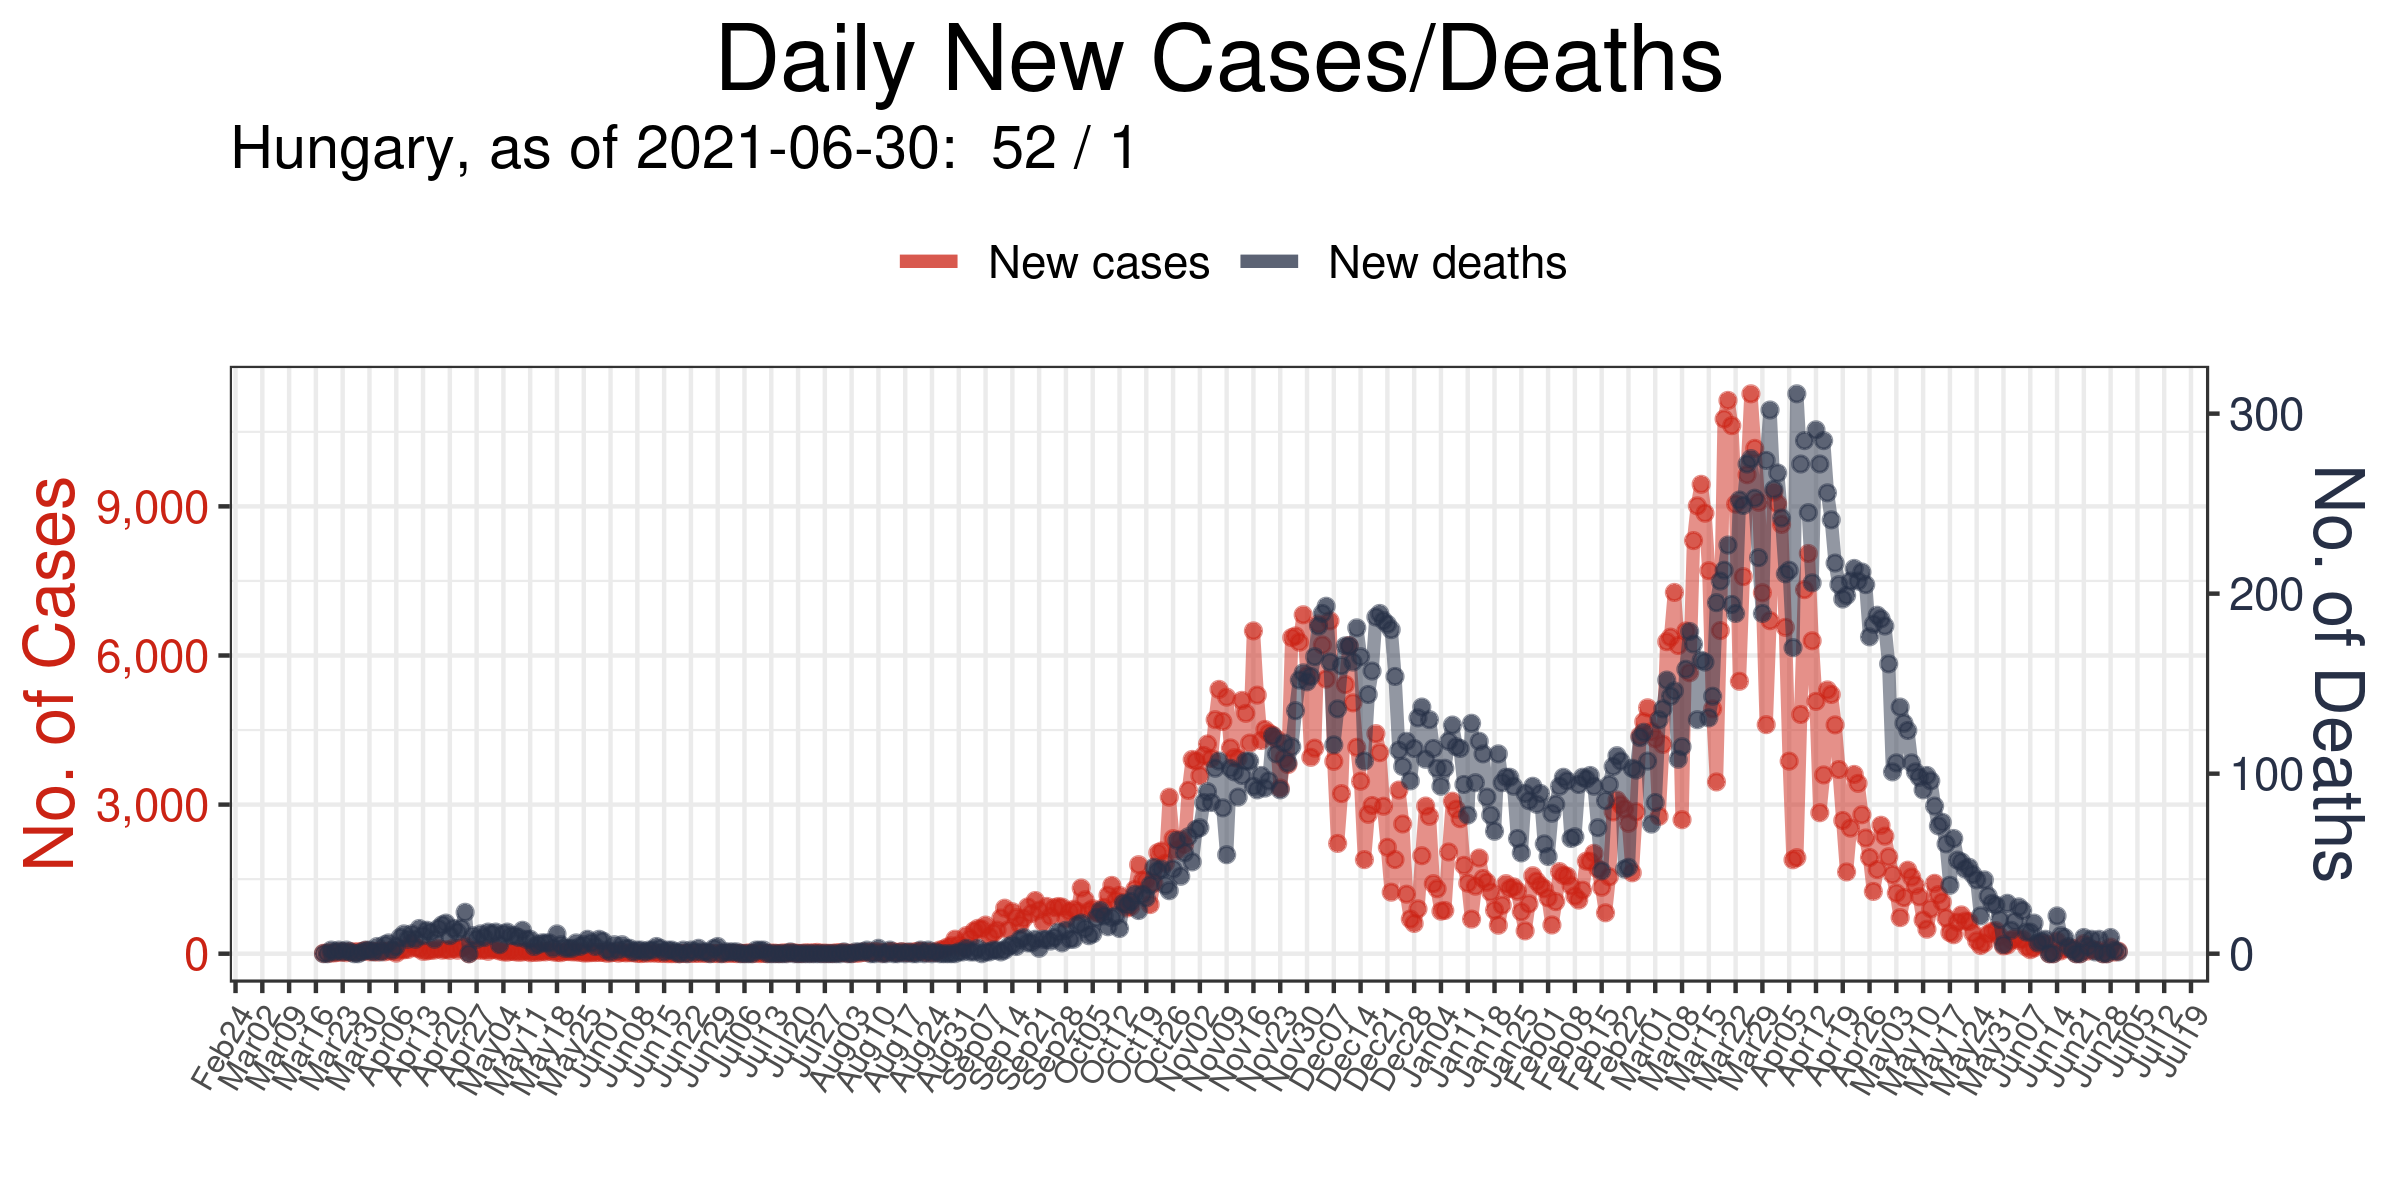 Daily New Cases/Deaths
Hungary, as of 2021-06-30:  52 / 1
New cases
New deaths
No. of Cases
9,000
6,000
3,000
0
300
200
100
0
No. of Deaths
Feb24
Mar02
Mar09
Mar16
Mar23
Mar30
Apr06
Apr13
Apr20
Apr27
May04
May11
May18
May25
Jun01
Jun08
Jun15
Jun22
Jun29
Jul06
Jul13
Jul20
Jul27
Aug03
Aug10
Aug17
Aug24
Aug31
Sep07
Sep14
Sep21
Sep28
Oct05
Oct12
Oct19
Oct26
Nov02
Nov09
Nov16
Nov23
Nov30
Dec07
Dec14
Dec21
Dec28
Jan04
Jan11
Jan18
Jan25
Feb01
Feb08
Feb15
Feb22
Mar01
Mar08
Mar15
Mar22
Mar29
Apr05
Apr12
Apr19
Apr26
May03
May10
May17
May24
May31
Jun07
Jun14
Jun21
Jun28
Jul05
Jul12
Jul19